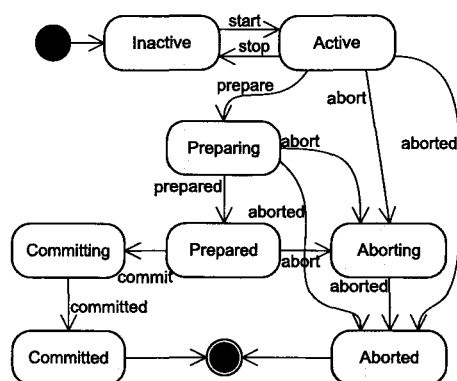 start
Inactive
Active
stop
prepare
abort
Preparing
abort
aborted
prepared
aborted
Committing
Prepared
Aborting
commit
abort
aborted
committed
Committed
Aborted